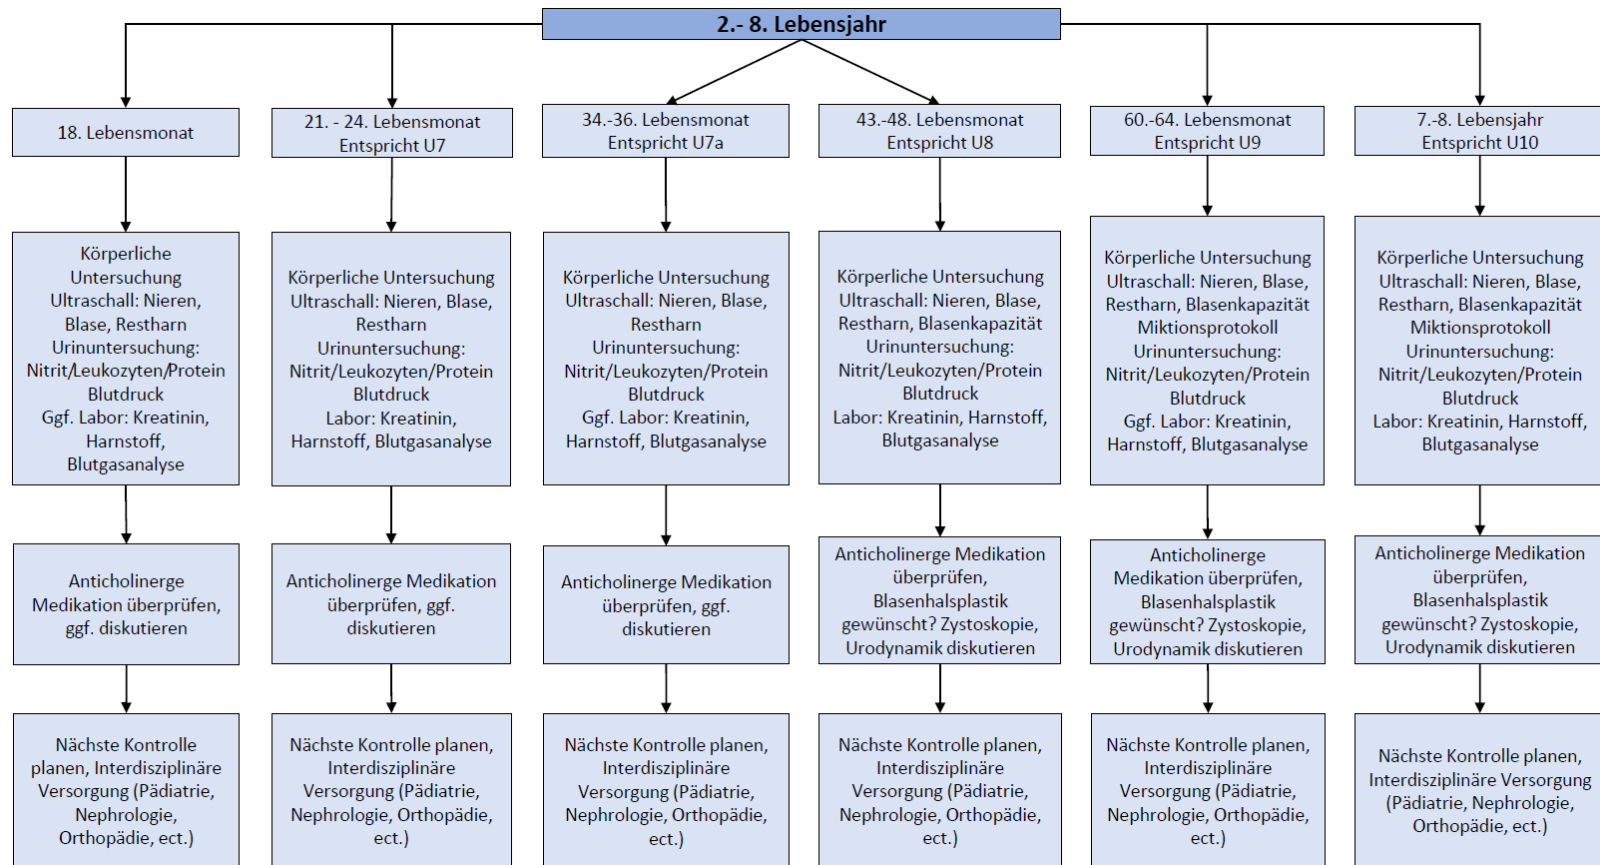 2.- 8. Lebensjahr
18. Lebensmonat
21. - 24. Lebensmonat
Entspricht U7
34.-36. Lebensmonat
Entspricht U7a
43.-48. Lebensmonat
Entspricht U8
60.-64. Lebensmonat
Entspricht U9
7.-8. Lebensjahr
Entspricht U10
Körperliche
Untersuchung
Ultraschall: Nieren,
Blase, Restharn
Urinuntersuchung:
Nitrit/Leukozyten/Protein
Blutdruck
Ggf. Labor: Kreatinin,
Harnstoff,
Blutgasanalyse
Körperliche Untersuchung
Ultraschall: Nieren, Blase,
Restharn
Urinuntersuchung:
Nitrit/Leukozyten/Protein
Blutdruck
Labor: Kreatinin,
Harnstoff, Blutgasanalyse
Körperliche Untersuchung
Ultraschall: Nieren, Blase,
Restharn
Urinuntersuchung:
Nitrit/Leukozyten/Protein
Blutdruck
Ggf. Labor: Kreatinin,
Harnstoff, Blutgasanalyse
Körperliche Untersuchung
Ultraschall: Nieren, Blase,
Restharn, Blasenkapazität
Urinuntersuchung:
Nitrit/Leukozyten/Protein
Blutdruck
Labor: Kreatinin, Harnstoff,
Blutgasanalyse
Körperliche Untersuchung
Ultraschall: Nieren, Blase,
Restharn, Blasenkapazität
Miktionsprotokoll
Urinuntersuchung:
Nitrit/Leukozyten/Protein
Blutdruck
Ggf. Labor: Kreatinin,
Harnstoff, Blutgasanalyse
Körperliche Untersuchung
Ultraschall: Nieren, Blase,
Restharn, Blasenkapazität
Miktionsprotokoll
Urinuntersuchung:
Nitrit/Leukozyten/Protein
Blutdruck
Labor: Kreatinin, Harnstoff,
Blutgasanalyse
Anticholinerge
Medikation überprüfen,
ggf. diskutieren
Anticholinerge Medikation
überprüfen, ggf.
diskutieren
Anticholinerge Medikation
überprüfen, ggf.
diskutieren
Anticholinerge Medikation
überprüfen,
Blasenhalsplastik
gewünscht? Zystoskopie,
Urodynamik diskutieren
Anticholinerge
Medikation überprüfen,
Blasenhalsplastik
gewünscht? Zystoskopie,
Urodynamik diskutieren
Anticholinerge Medikation
überprüfen,
Blasenhalsplastik
gewünscht? Zystoskopie,
Urodynamik diskutieren
Nächste Kontrolle
planen, Interdisziplinäre
Versorgung (Pädiatrie,
Nephrologie,
Orthopädie, ect.)
Nächste Kontrolle planen,
Interdisziplinäre
Versorgung (Pädiatrie,
Nephrologie, Orthopädie,
ect.)
Nächste Kontrolle planen,
Interdisziplinäre
Versorgung (Pädiatrie,
Nephrologie, Orthopädie,
ect.)
Nächste Kontrolle planen,
Interdisziplinäre
Versorgung (Pädiatrie,
Nephrologie, Orthopädie,
ect.)
Nächste Kontrolle planen,
Interdisziplinäre
Versorgung (Pädiatrie,
Nephrologie, Orthopädie,
ect.)
Nächste Kontrolle planen,
Interdisziplinäre Versorgung
(Pädiatrie, Nephrologie,
Orthopädie, ect.)